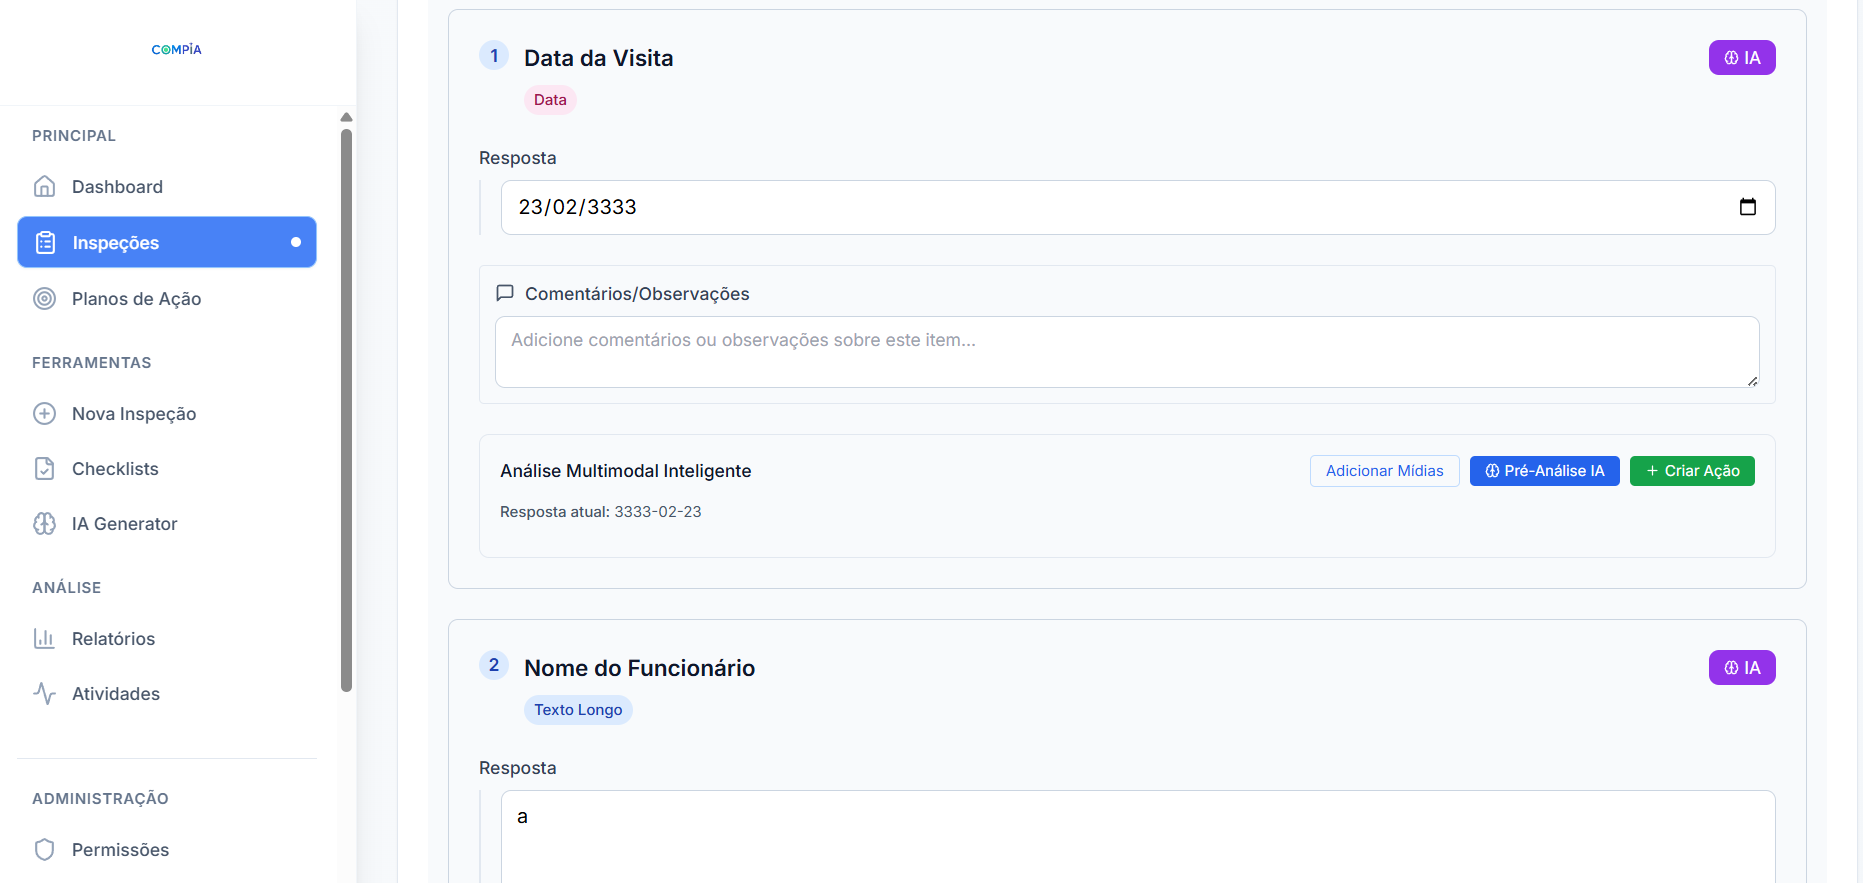 COMPIA
PRINCIPAL
Dashboard
Inspeções
Planos de Ação
FERRAMENTAS
Nova Inspeção
Checklists
IA Generator
ANÁLISE
Relatórios
Atividades
ADMINISTRAÇÃO
Permissões
1 Data da Visita
IA
Data
Resposta
23/02/3333
Comentários/Observações
Adicione comentários ou observações sobre este item...
Análise Multimodal Inteligente
Adicionar Mídias
Pré-Análise IA
+ Criar Ação
Resposta atual: 3333-02-23
2 Nome do Funcionário
IA
Texto Longo
Resposta
a